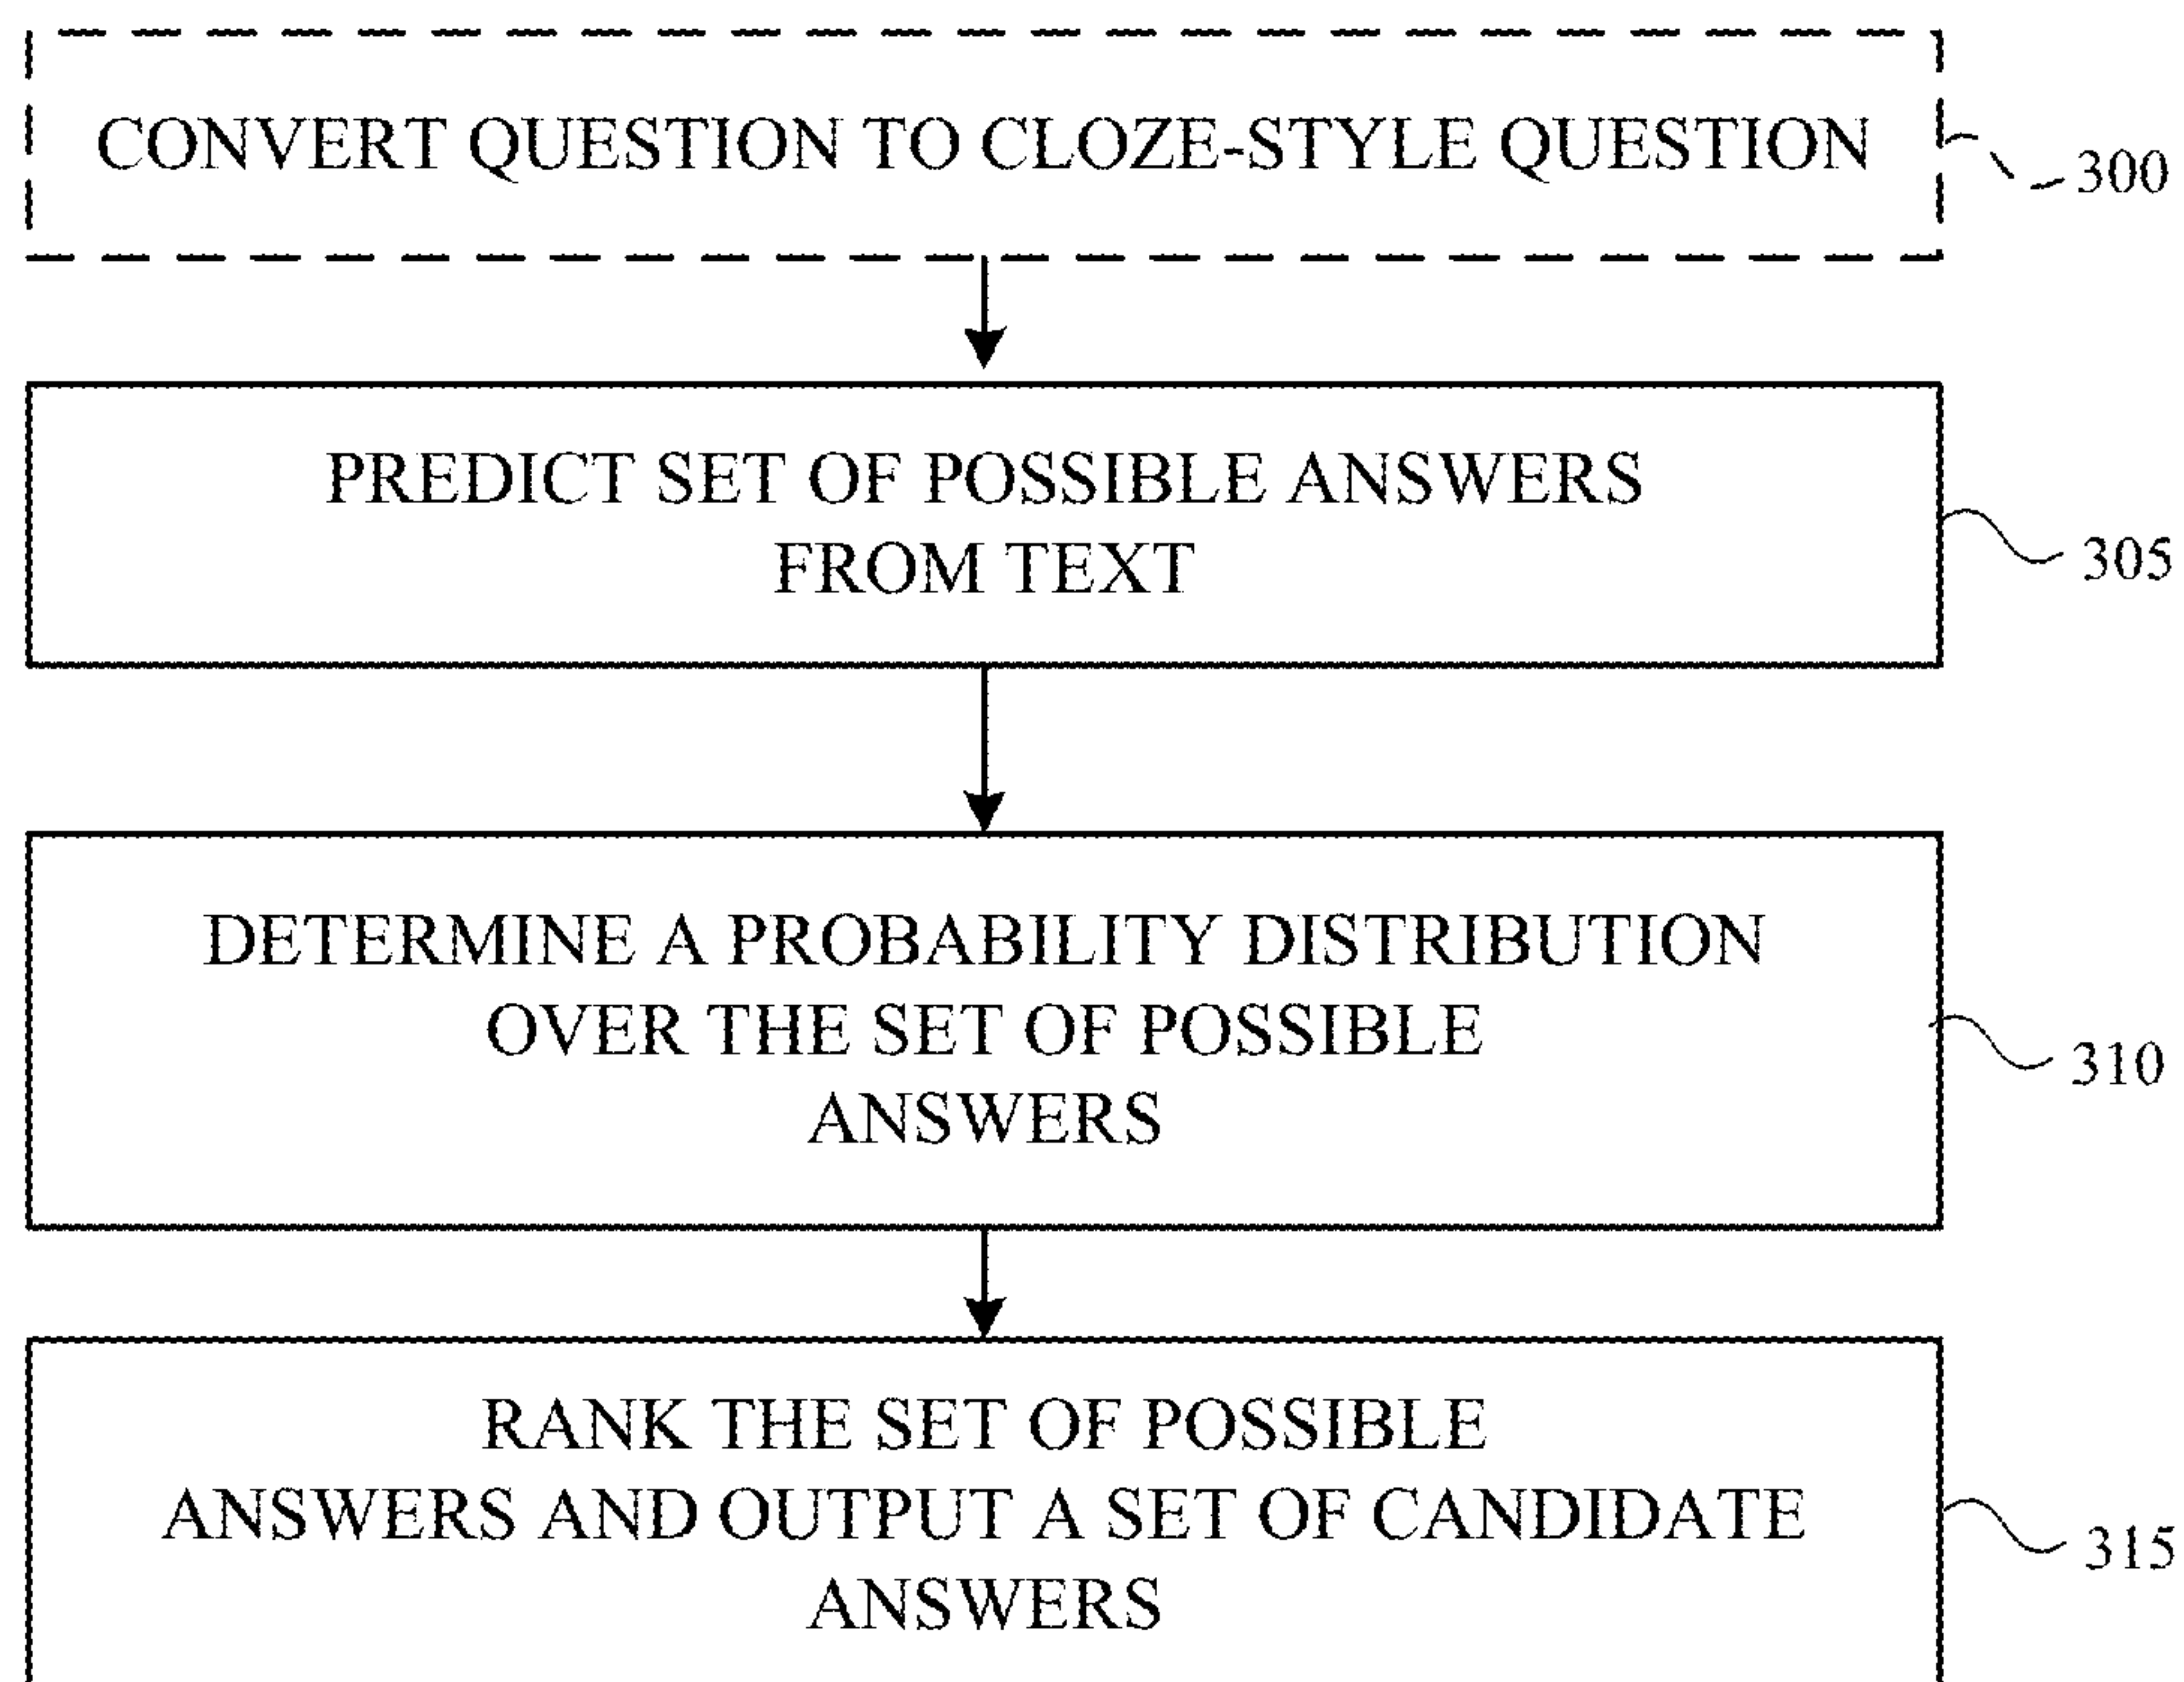 CONVERT QUESTION TO CLOZE-STYLE QUESTION
300
PREDICT SET OF POSSIBLE ANSWERS
FROM TEXT
305
DETERMINE A PROBABILITY DISTRIBUTION
OVER THE SET OF POSSIBLE
ANSWERS
310
RANK THE SET OF POSSIBLE
ANSWERS AND OUTPUT A SET OF CANDIDATE
ANSWERS
315